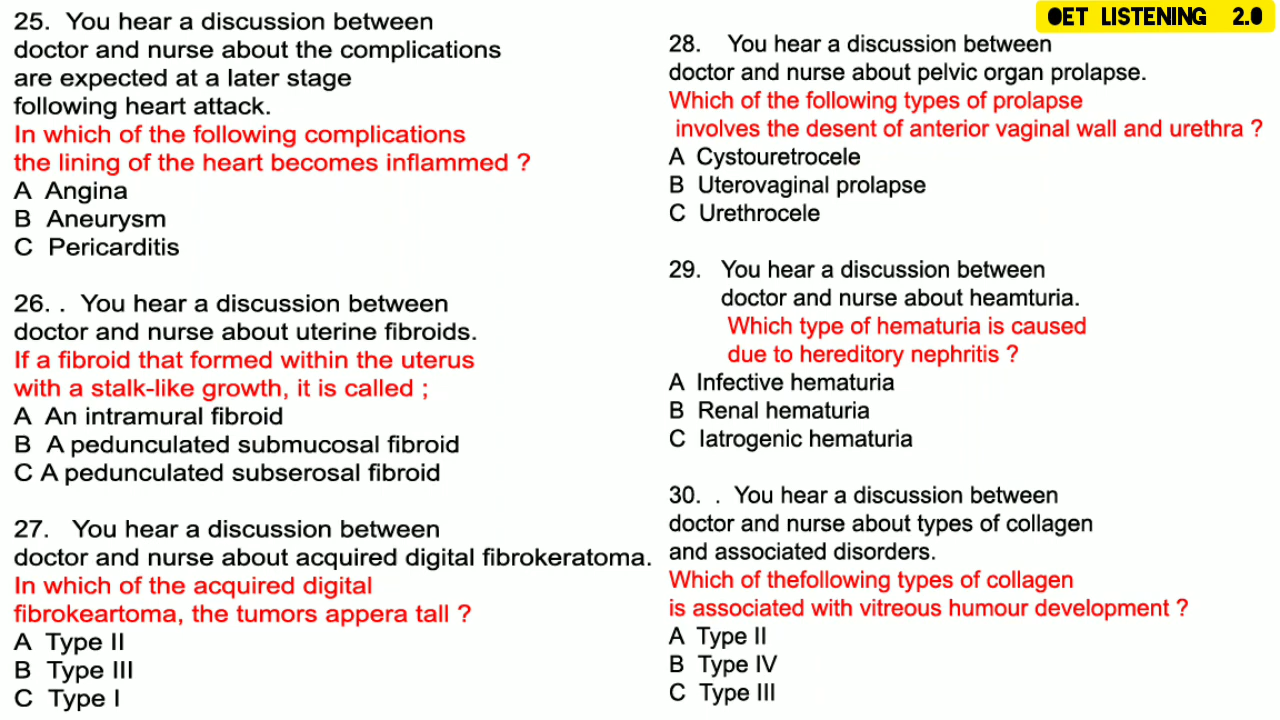 25. You hear a discussion between
doctor and nurse about the complications
are expected at a later stage
following heart attack.
In which of the following complications
the lining of the heart becomes inflammed ?
A Angina
B Aneurysm
C Pericarditis
26. . You hear a discussion between
doctor and nurse about uterine fibroids.
If a fibroid that formed within the uterus
with a stalk-like growth, it is called ;
A An intramural fibroid
B A pedunculated submucosal fibroid
C A pedunculated subserosal fibroid
27. You hear a discussion between
doctor and nurse about acquired digital fibrokeratoma.
In which of the acquired digital
fibrokeartoma, the tumors appera tall ?
A Type II
B Type III
C Type I
OET LISTENING 2.0
28. You hear a discussion between
doctor and nurse about pelvic organ prolapse.
Which of the following types of prolapse
involves the desent of anterior vaginal wall and urethra ?
A Cystouretrocele
B Uterovaginal prolapse
C Urethrocele
29. You hear a discussion between
doctor and nurse about heamturia.
Which type of hematuria is caused
due to hereditory nephritis ?
A Infective hematuria
B Renal hematuria
C Iatrogenic hematuria
30. . You hear a discussion between
doctor and nurse about types of collagen
and associated disorders.
Which of thefollowing types of collagen
is associated with vitreous humour development ?
A Type II
B Type IV
C Type III